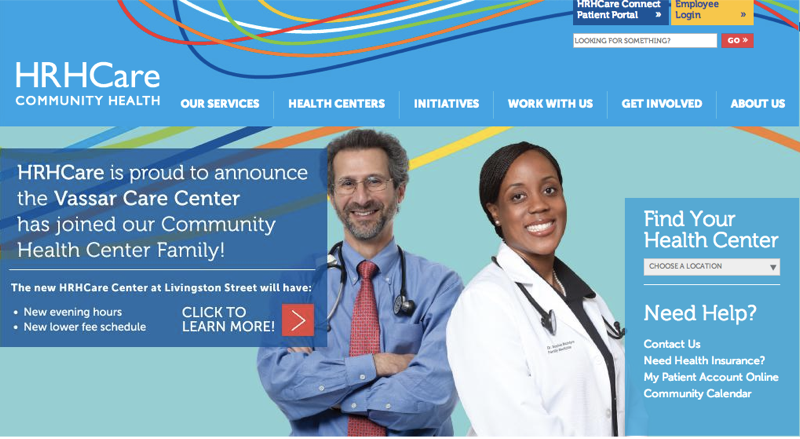 HRHCare Connect
Patient Portal »
Employee
Login »
LOOKING FOR SOMETHING?
GO »
HRHCare
COMMUNITY HEALTH
OUR SERVICES
HEALTH CENTERS
INITIATIVES
WORK WITH US
GET INVOLVED
ABOUT US
HRHCare is proud to announce
the Vassar Care Center
has joined our Community
Health Center Family!
The new HRHCare Center at Livingston Street will have:
• New evening hours
• New lower fee schedule
CLICK TO
LEARN MORE!
Find Your
Health Center
CHOOSE A LOCATION
Need Help?
Contact Us
Need Health Insurance?
My Patient Account Online
Community Calendar